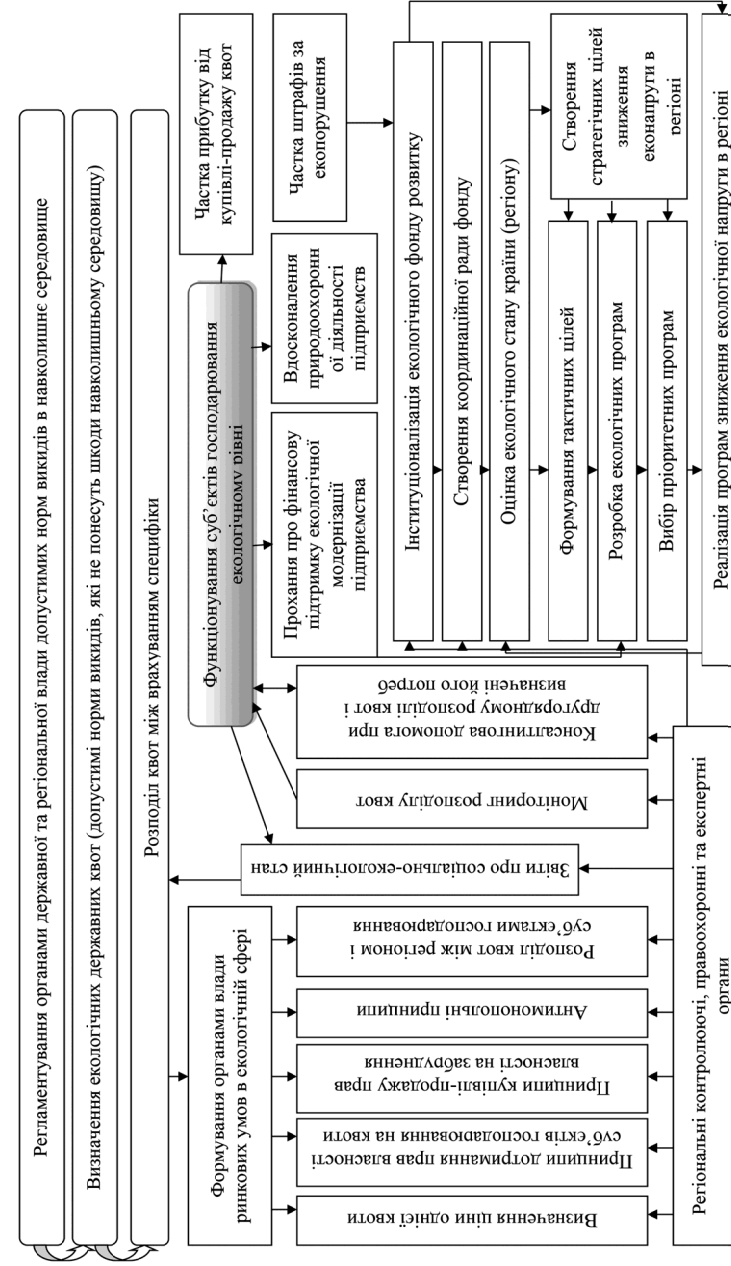 Регламентування органами державної та регіональної влади допустимих норм викидів в навколишнє середовище
Визначення екологічних державних квот (допустимі норми викидів, які не понесуть шкоди навколишньому середовищу)
Розподіл квот між врахуванням специфіки
Формування органами влади
ринкових умов в екологічній сфері
Визначення ціни однієї квоти
Принципи дотримання прав власності
суб’єктів господарювання на квоти
Принципи купівлі-продажу прав
власності на забруднення
Антимонопольні принципи
Розподіл квот між регіоном і
суб’єктами господарювання
Звіти про соціально-екологічний стан
Моніторинг розподілу квот
Консалтингова допомога при
другорядному розподілі квот і
визначені його потреб
Регіональні контролюючі, правоохоронні та експертні
органи
Функціонування суб’єктів господарювання
екологічному рівні
Частка прибутку від
купівлі-продажу квот
Прохання про фінансову
підтримку екологічної
модернізації
підприємства
Вдосконалення
природоохоронн
ої діяльності
підприємств
Частка штрафів за
екопорушення
Інституціоналізація екологічного фонду розвитку
Створення координаційної ради фонду
Оцінка екологічного стану країни (регіону)
Створення
стратегічних цілей
зниження
еконапруги в
регіоні
Формування тактичних цілей
Розробка екологічних програм
Вибір пріоритетних програм
Реалізація програм зниження екологічної напруги в регіоні